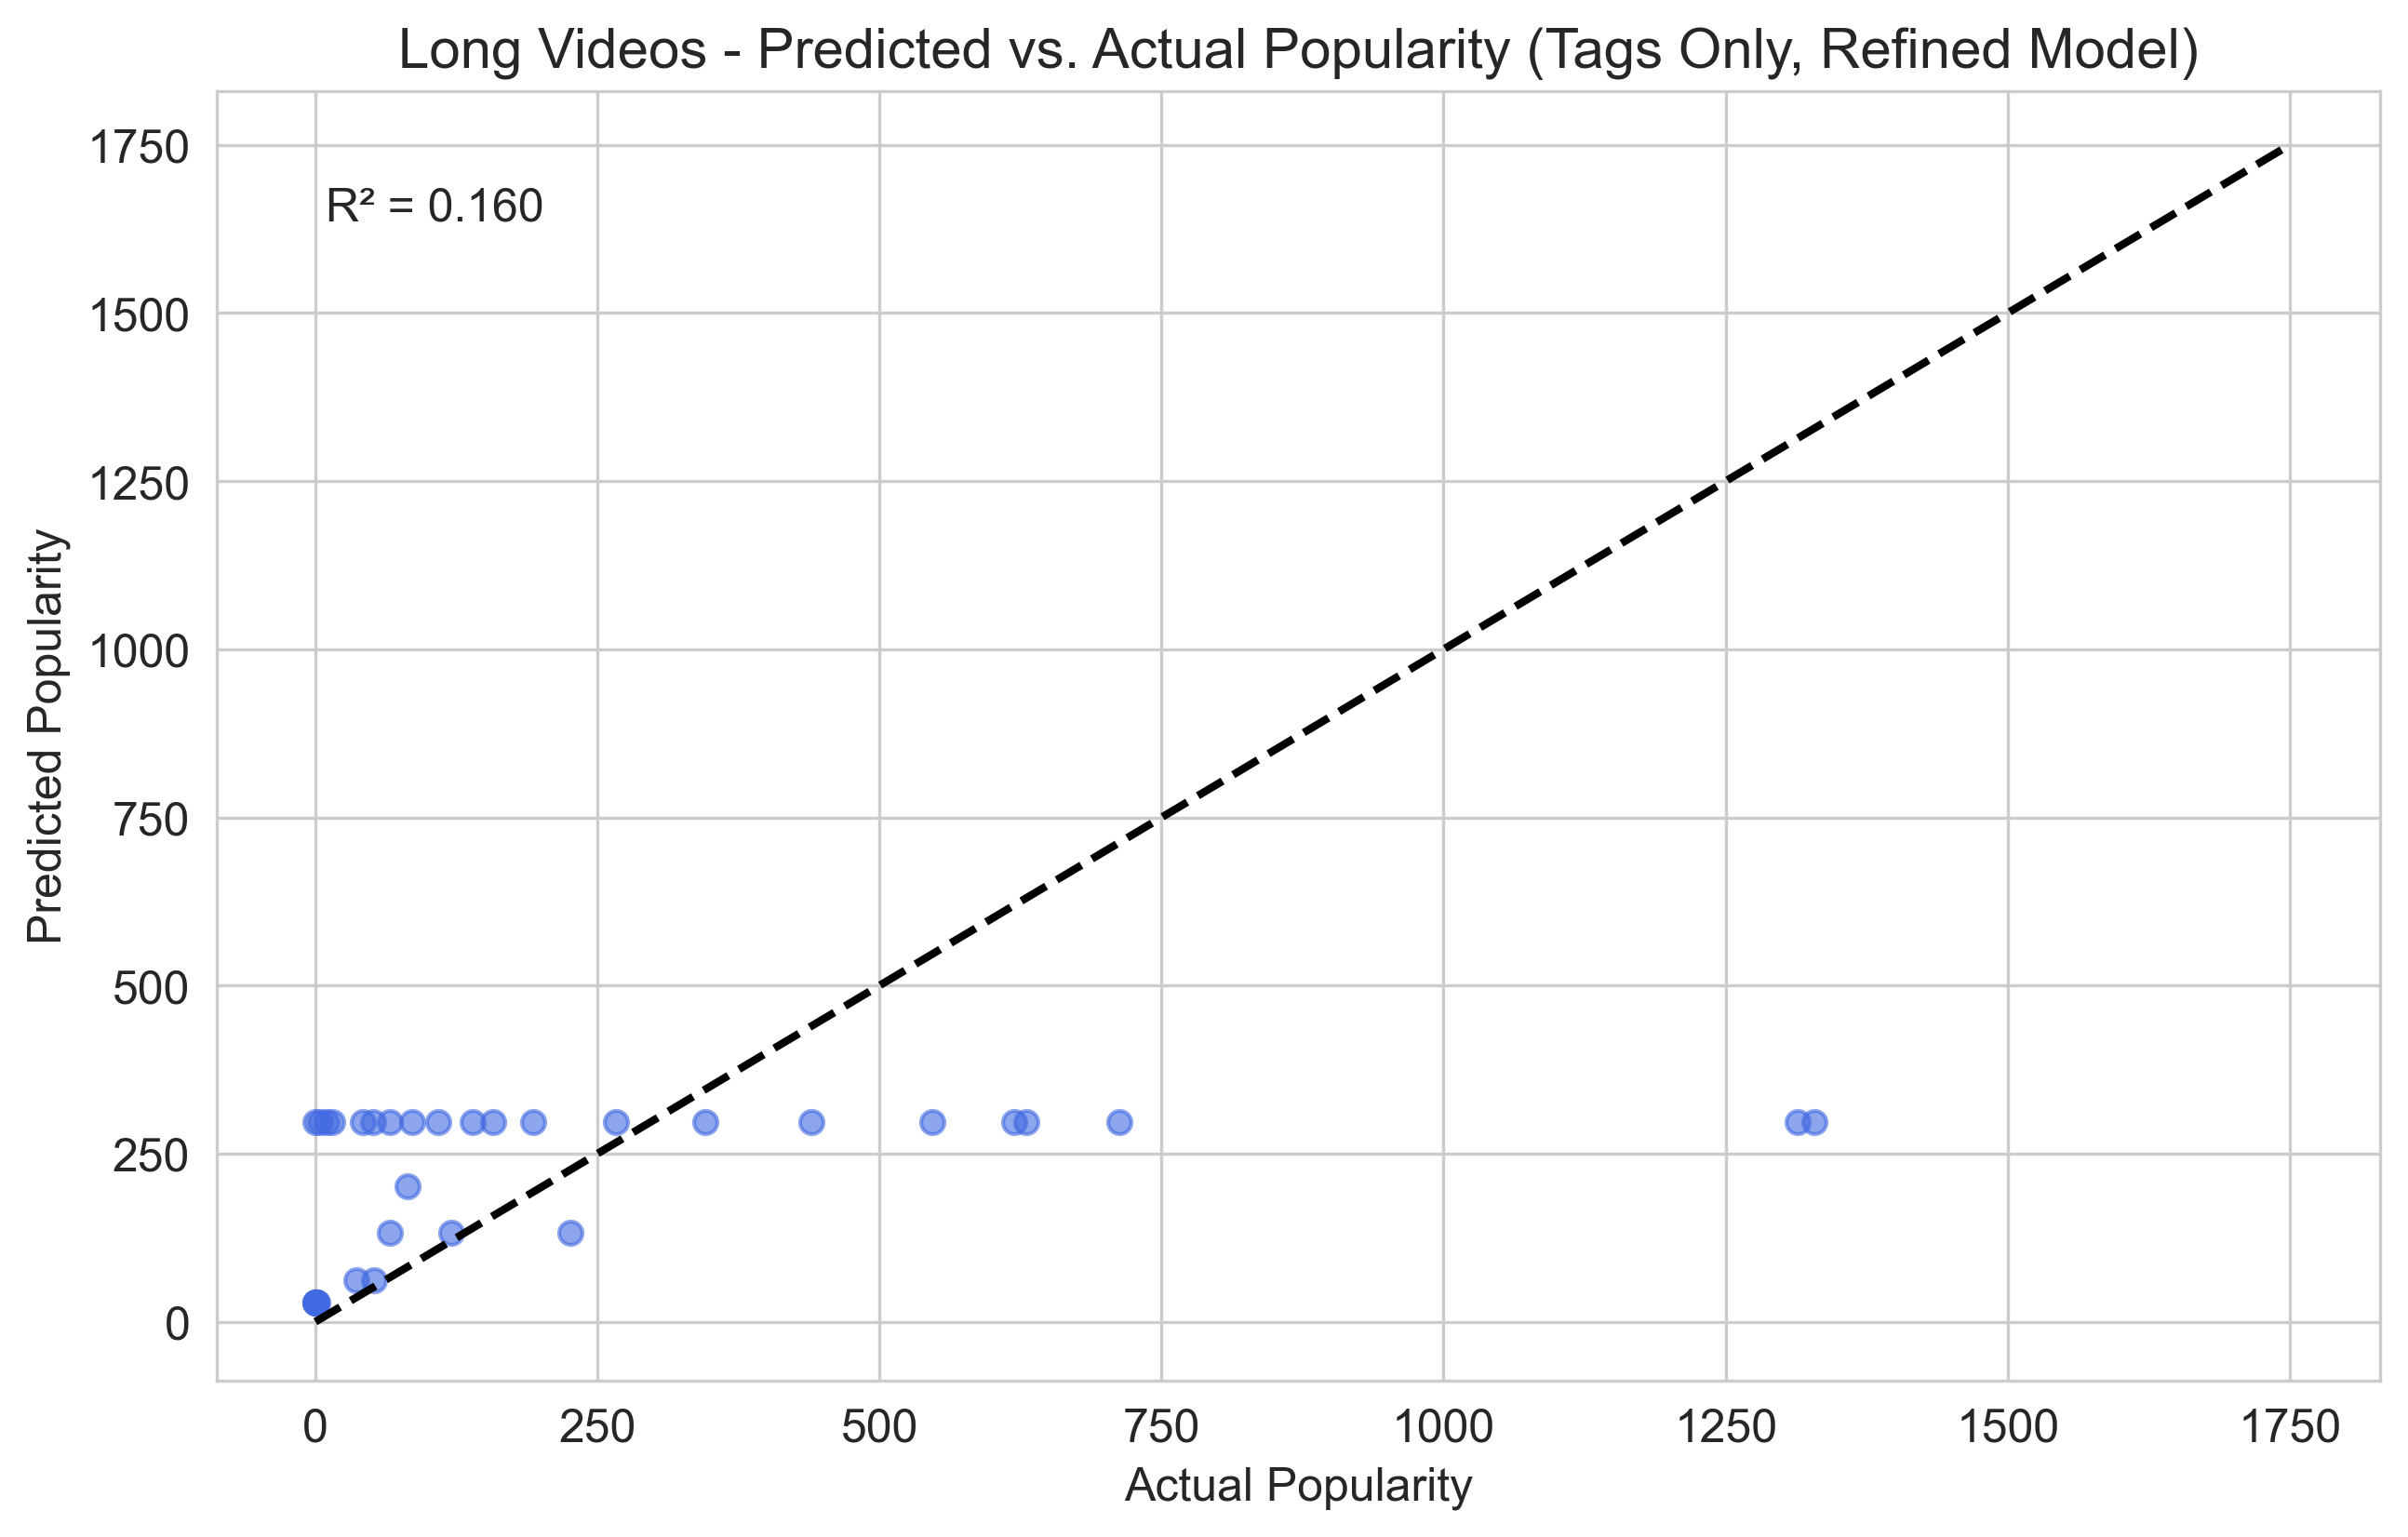 Long Videos - Predicted vs. Actual Popularity (Tags Only, Refined Model)
R² = 0.160
Predicted Popularity
1750
1500
1250
1000
750
500
250
0
0 250 500 750 1000 1250 1500 1750
Actual Popularity